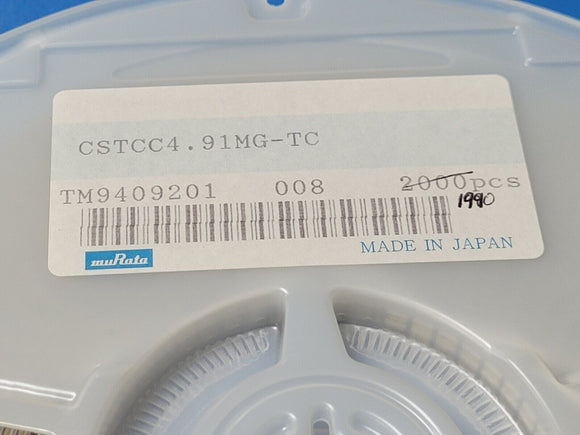 CSTCC4.91MG-TC
TM9409201 008 2000pcs
1990
MADE IN JAPAN
muRata